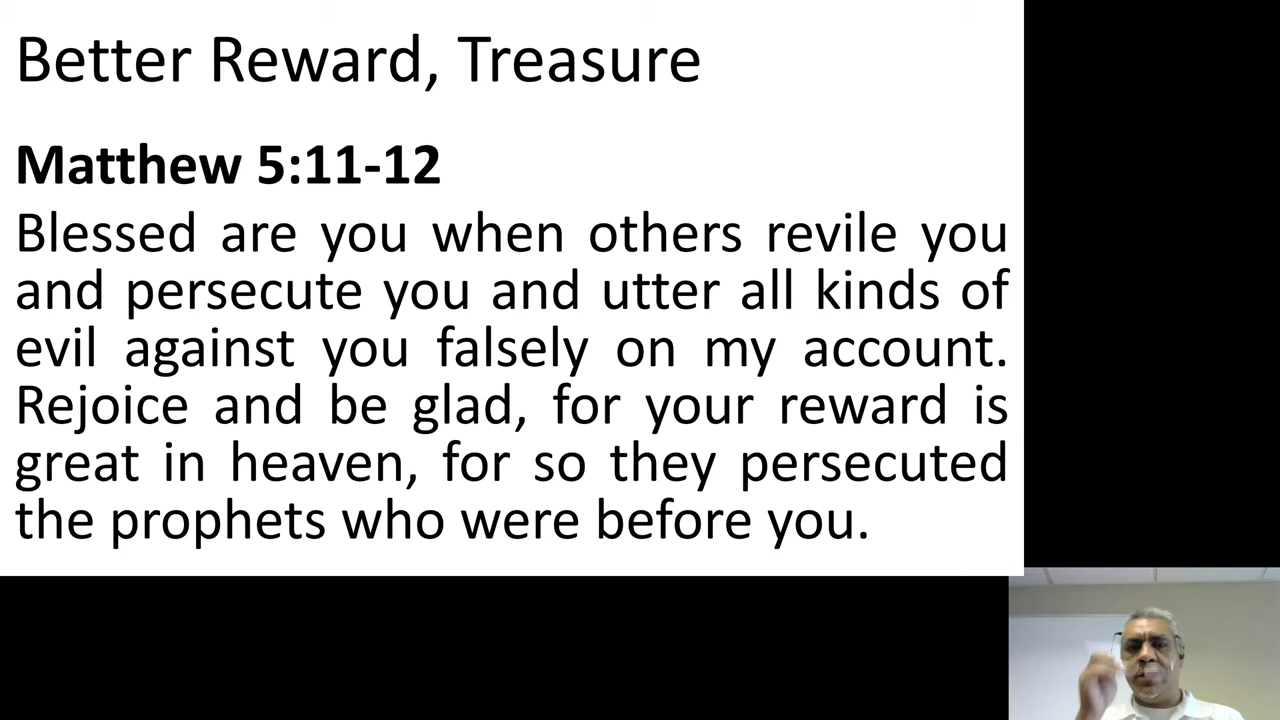 Better Reward, Treasure
Matthew 5:11-12
Blessed are you when others revile you
and persecute you and utter all kinds of
evil against you falsely on my account.
Rejoice and be glad, for your reward is
great in heaven, for so they persecuted
the prophets who were before you.